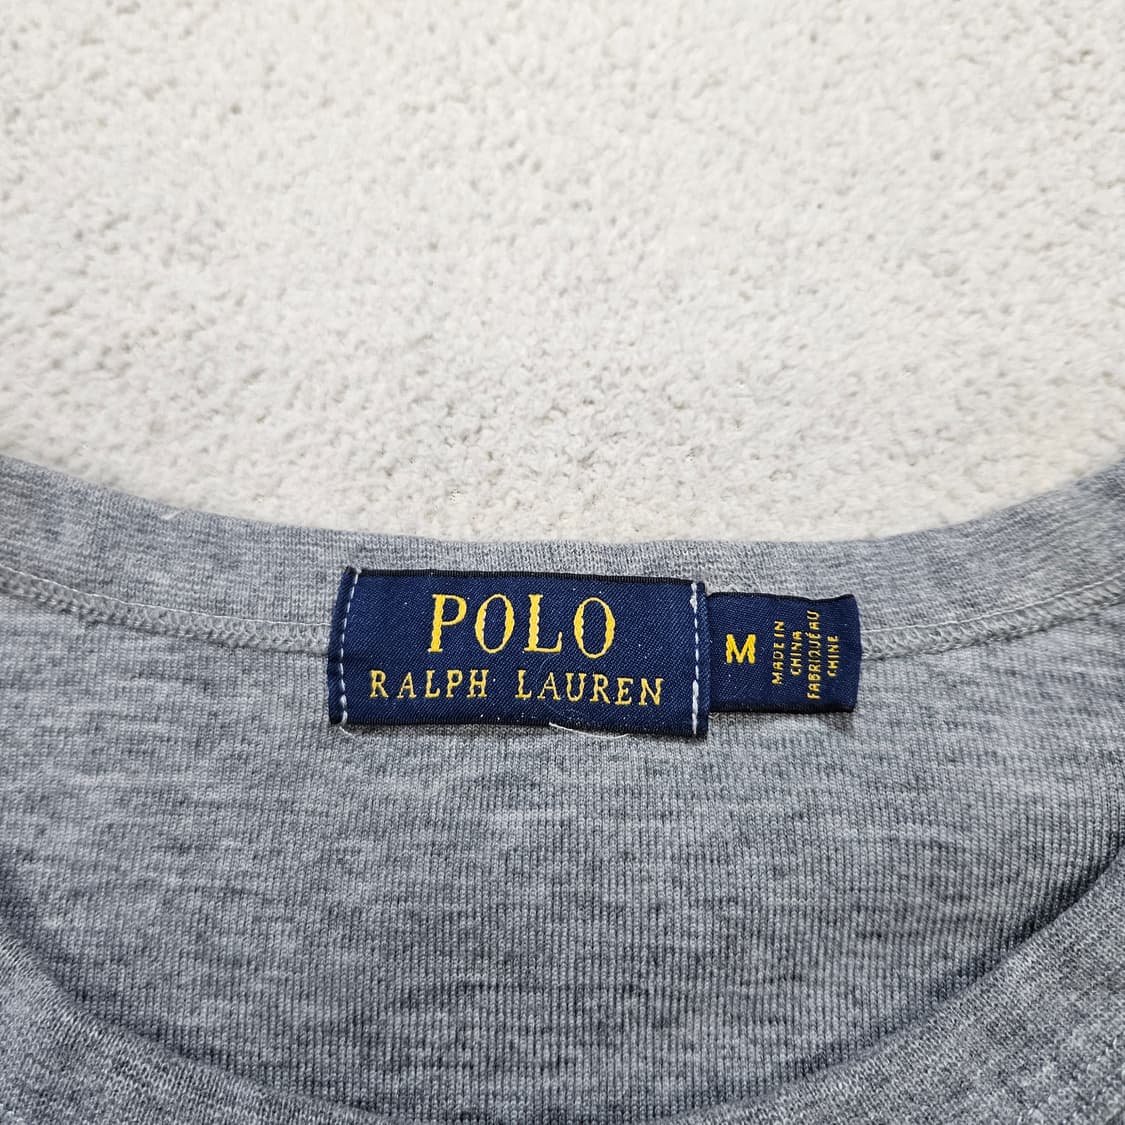 POLO
RALPH LAUREN
M
MADE IN
CHINA
FABRIQUÉ AU
CHINE